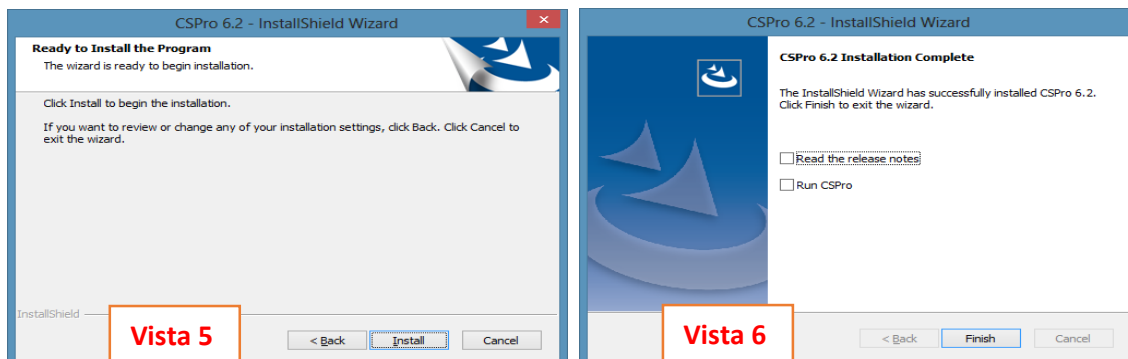 CSPro 6.2 - InstallShield Wizard
Ready to Install the Program
The wizard is ready to begin installation.
Click Install to begin the installation.
If you want to review or change any of your installation settings, click Back. Click Cancel to
exit the wizard.
InstallShield
Vista 5
< Back
Install
Cancel
CSPro 6.2 - InstallShield Wizard
CSPro 6.2 Installation Complete
The InstallShield Wizard has successfully installed CSPro 6.2.
Click Finish to exit the wizard.
Read the release notes
Run CSPro
Vista 6
< Back
Finish
Cancel